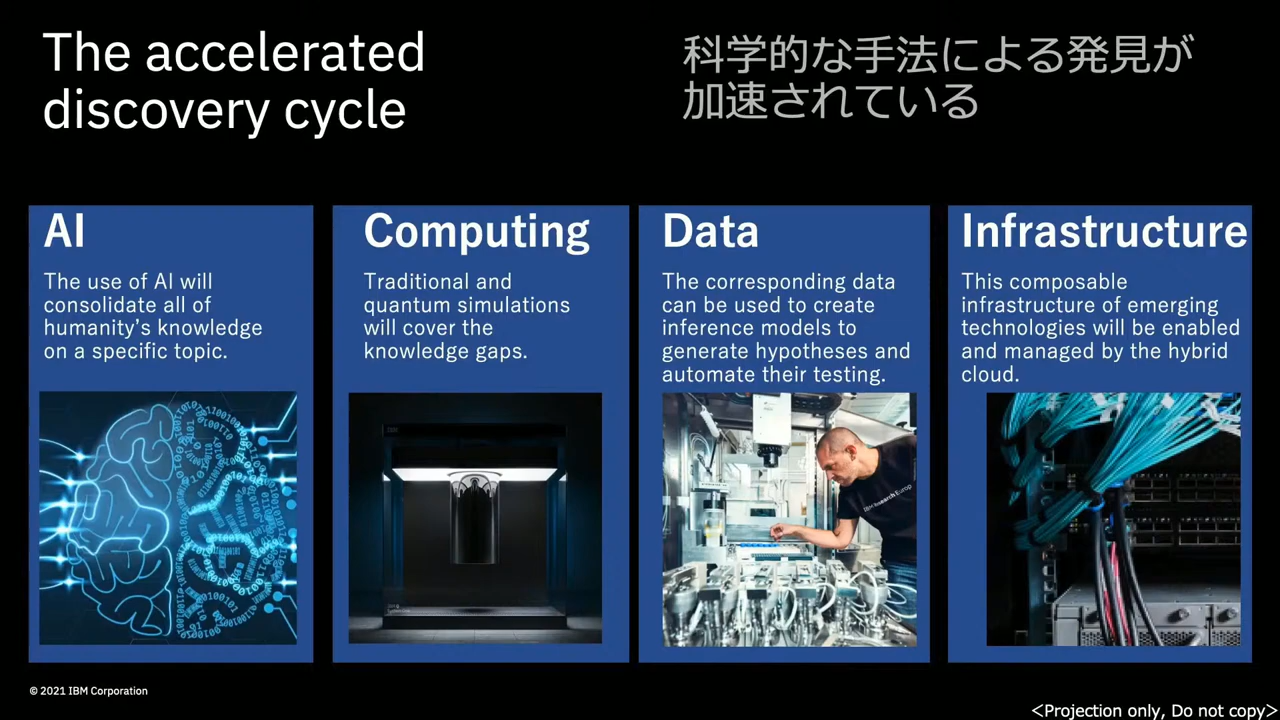 The accelerated
discovery cycle
科学的な手法による発見が
加速されている
AI
The use of AI will
consolidate all of
humanity's knowledge
on a specific topic.
Computing
Traditional and
quantum simulations
will cover the
knowledge gaps.
Data
The corresponding data
can be used to create
inference models to
generate hypotheses and
automate their testing.
IBM Research Europ
Infrastructure
This composable
infrastructure of emerging
technologies will be enabled
and managed by the hybrid
cloud.
© 2021 IBM Corporation
<Projection only, Do not copy>